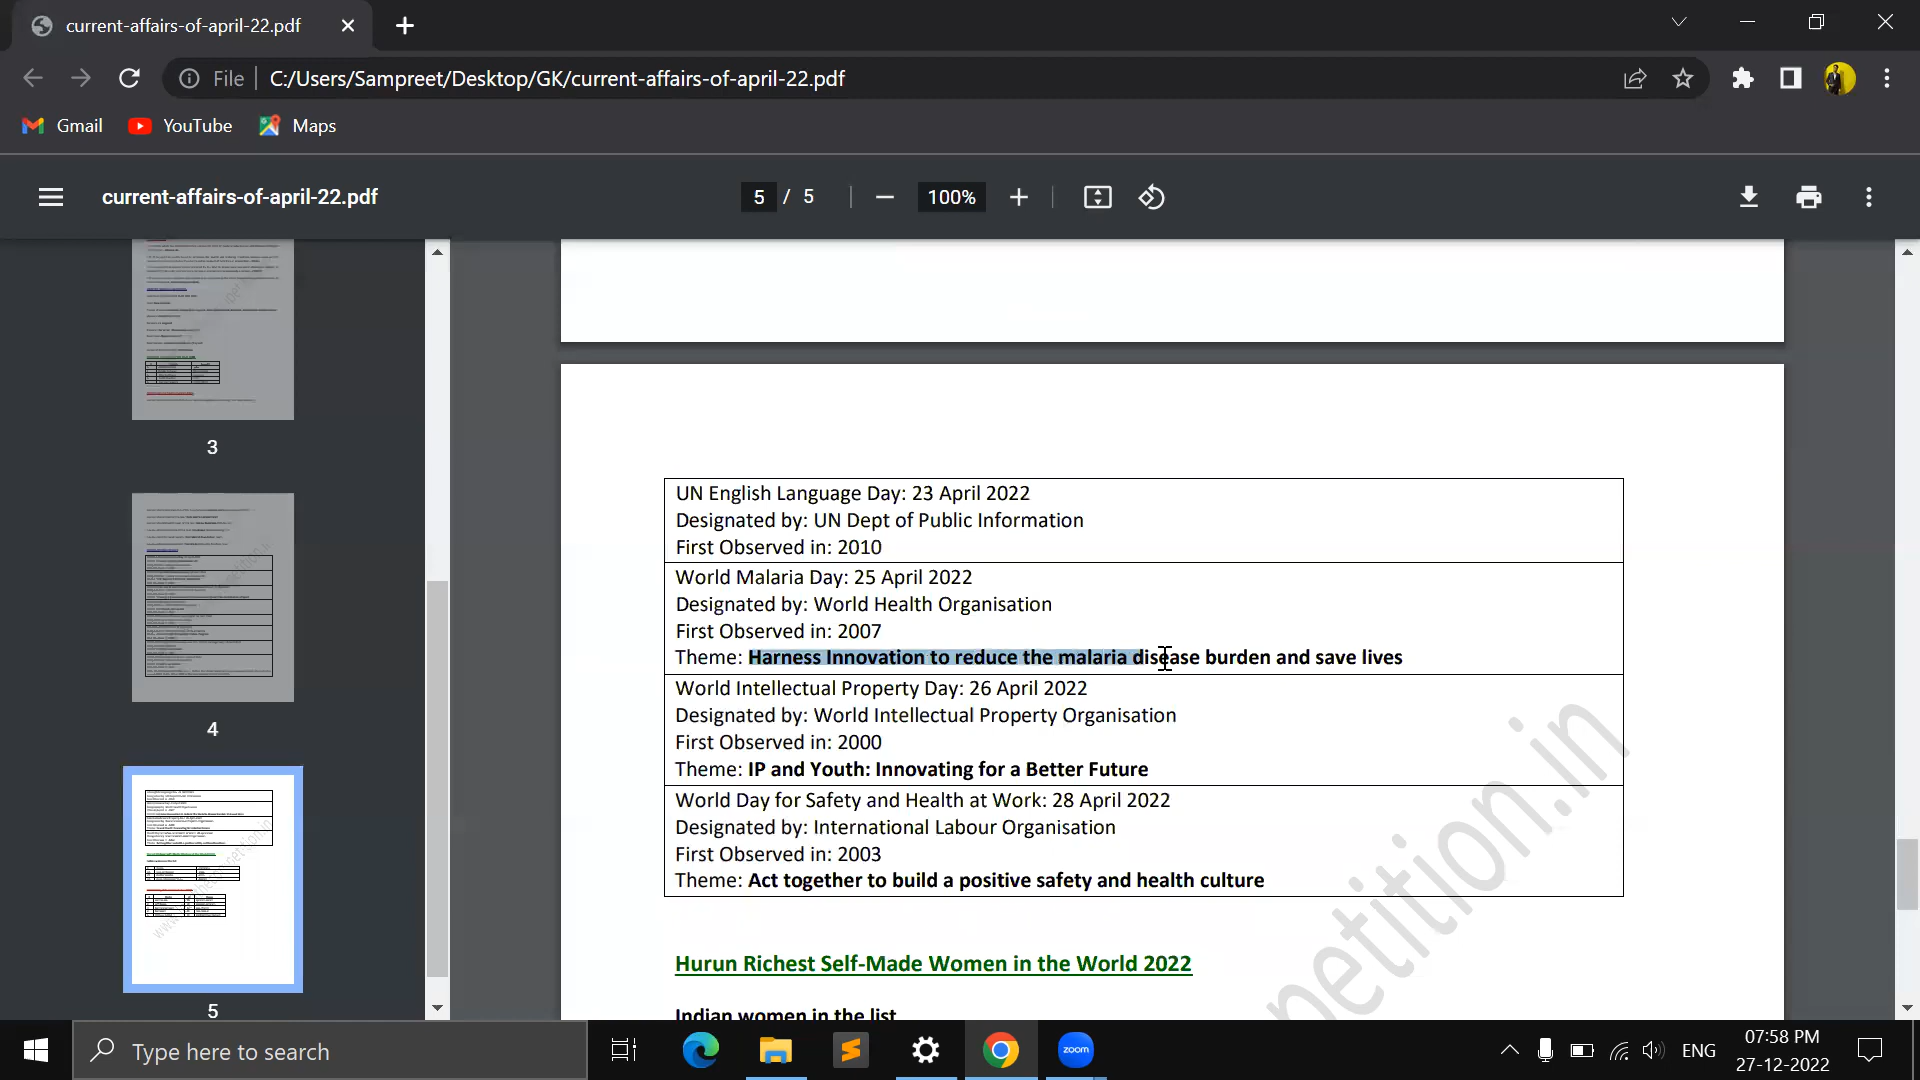 current-affairs-of-april-22.pdf
File
C:/Users/Sampreet/Desktop/GK/current-affairs-of-april-22.pdf
Gmail
YouTube
Maps
current-affairs-of-april-22.pdf
5 / 5
100%
3
4
5
UN English Language Day: 23 April 2022
Designated by: UN Dept of Public Information
First Observed in: 2010
World Malaria Day: 25 April 2022
Designated by: World Health Organisation
First Observed in: 2007
Theme: Harness Innovation to reduce the malaria disease burden and save lives
World Intellectual Property Day: 26 April 2022
Designated by: World Intellectual Property Organisation
First Observed in: 2000
Theme: IP and Youth: Innovating for a Better Future
World Day for Safety and Health at Work: 28 April 2022
Designated by: International Labour Organisation
First Observed in: 2003
Theme: Act together to build a positive safety and health culture
petition.in
Hurun Richest Self-Made Women in the World 2022
Indian women in the list
Type here to search
zoom
ENG
07:58 PM
27-12-2022